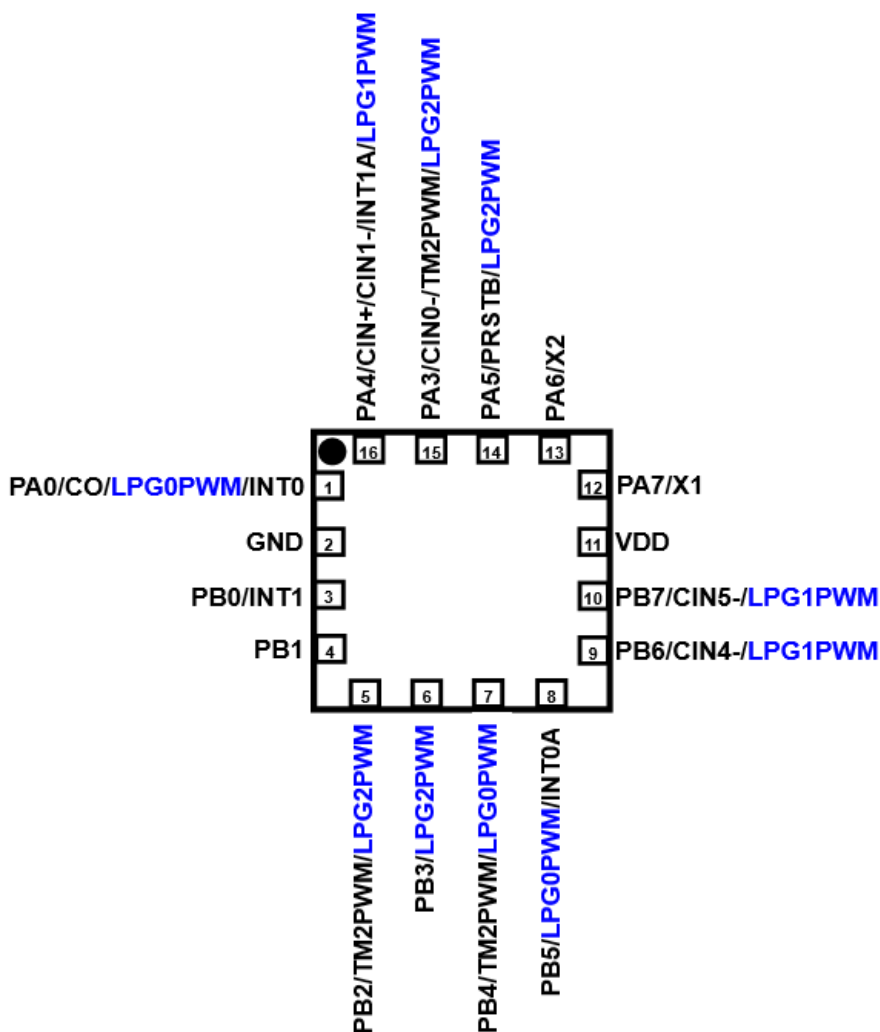 PA4/CIN+/CIN1-/INT1A/LPG1PWM
PA3/CIN0-/TM2PWM/LPG2PWM
PA5/PRSTB/LPG2PWM
PA6/X2
16
15
14
13
PA0/CO/LPG0PWM/INT0
1
12
PA7/X1
GND
2
11
VDD
PB0/INT1
3
10
PB7/CIN5-/LPG1PWM
PB1
4
9
PB6/CIN4-/LPG1PWM
5
6
7
8
PB2/TM2PWM/LPG2PWM
PB3/LPG2PWM
PB4/TM2PWM/LPG0PWM
PB5/LPG0PWM/INT0A